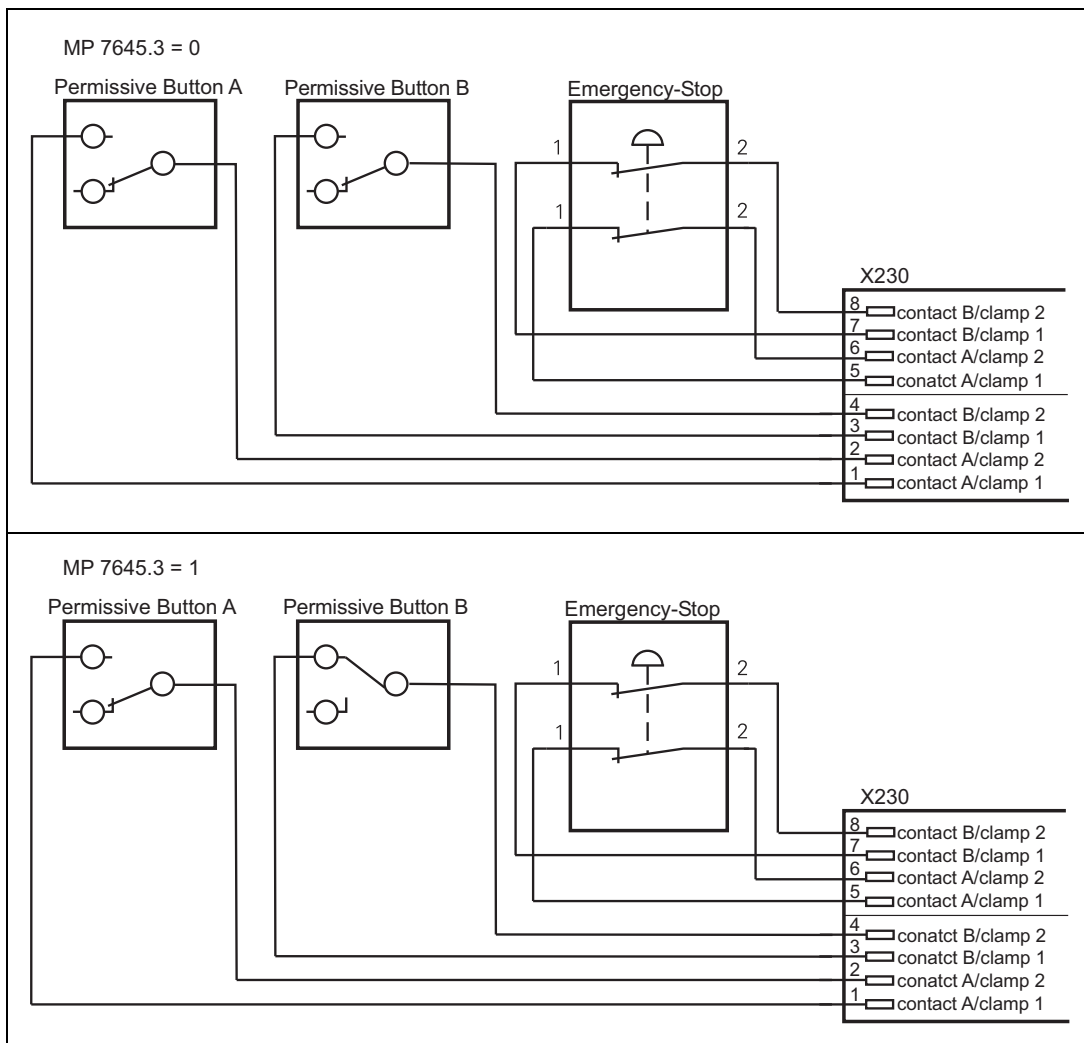 MP 7645.3 = 0
Permissive Button A
Permissive Button B
Emergency-Stop
1
2
1
2
X230
8 contact B/clamp 2
7 contact B/clamp 1
6 contact A/clamp 2
5 conatct A/clamp 1
4 contact B/clamp 2
3 contact B/clamp 1
2 contact A/clamp 2
1 contact A/clamp 1
MP 7645.3 = 1
Permissive Button A
Permissive Button B
Emergency-Stop
1
2
1
2
X230
8 contact B/clamp 2
7 contact B/clamp 1
6 contact A/clamp 2
5 contact A/clamp 1
4 conatct B/clamp 2
3 conatct B/clamp 1
2 conatct A/clamp 2
1 contact A/clamp 1